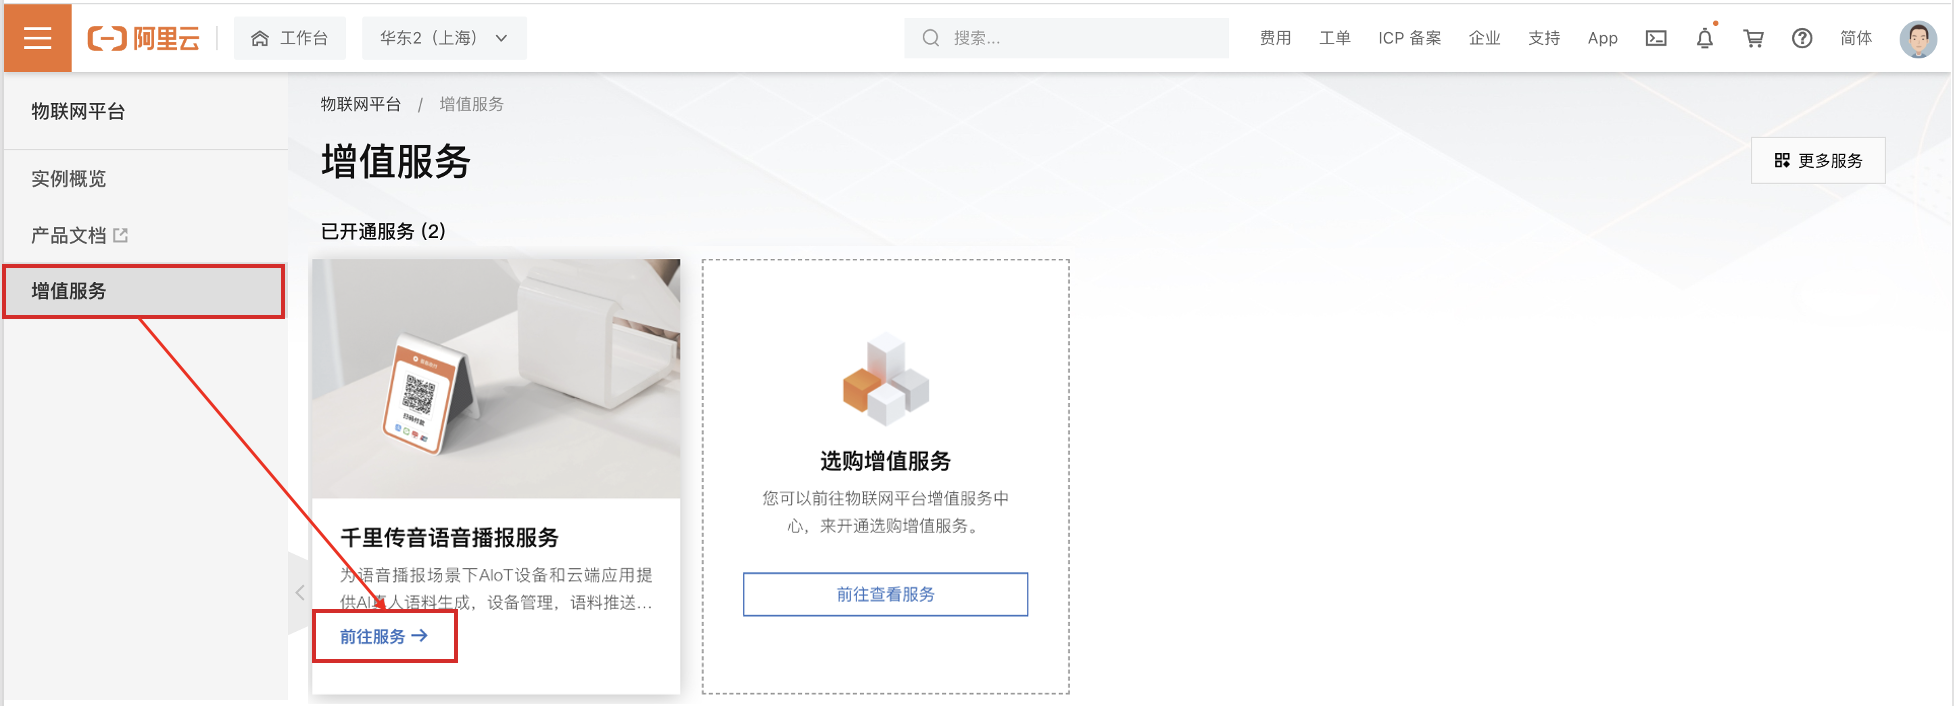 阿里云
工作台
华东2（上海）
搜索...
费用
工单
ICP 备案
企业
支持
App
简体
物联网平台
实例概览
产品文档
增值服务
物联网平台 / 增值服务
增值服务
更多服务
已开通服务 (2)
扫码付款
千里传音语音播报服务
为语音播报场景下AIoT设备和云端应用提
供AI真人语料生成，设备管理，语料推送...
前往服务
选购增值服务
您可以前往物联网平台增值服务中
心，来开通选购增值服务。
前往查看服务